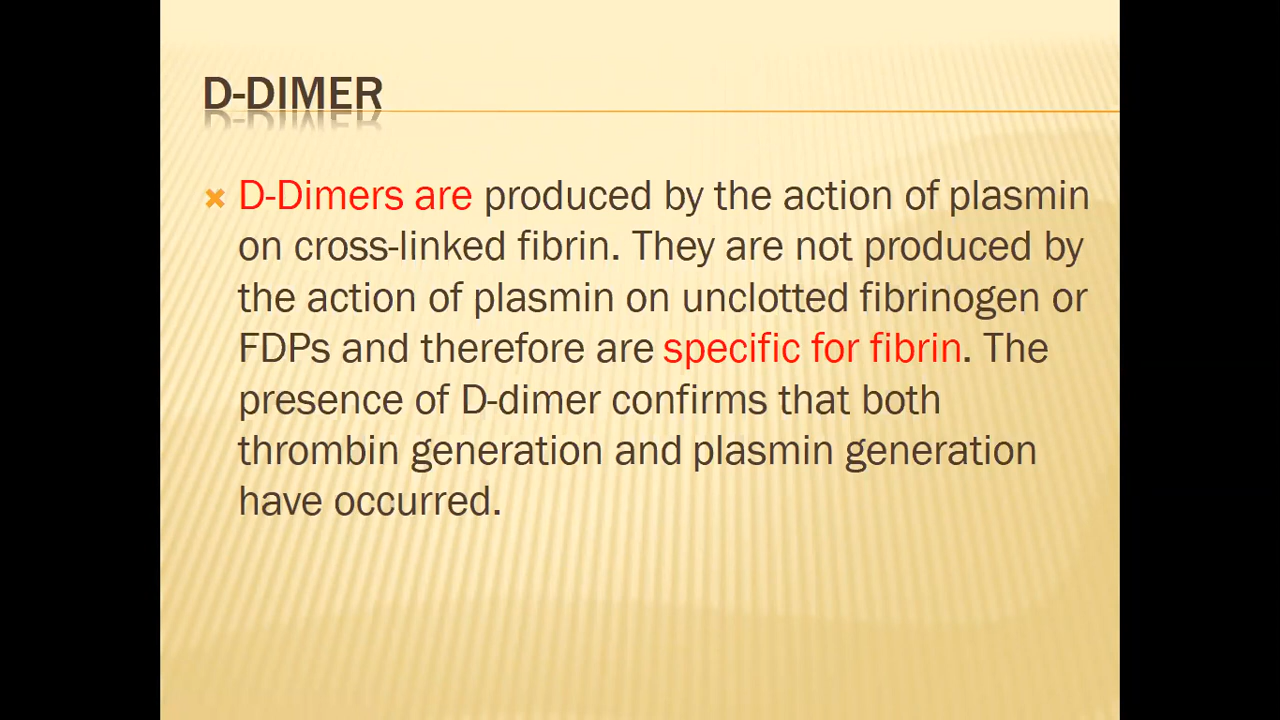 D-DIMER
D-Dimers are produced by the action of plasmin
on cross-linked fibrin. They are not produced by
the action of plasmin on unclotted fibrinogen or
FDPs and therefore are specific for fibrin. The
presence of D-dimer confirms that both
thrombin generation and plasmin generation
have occurred.